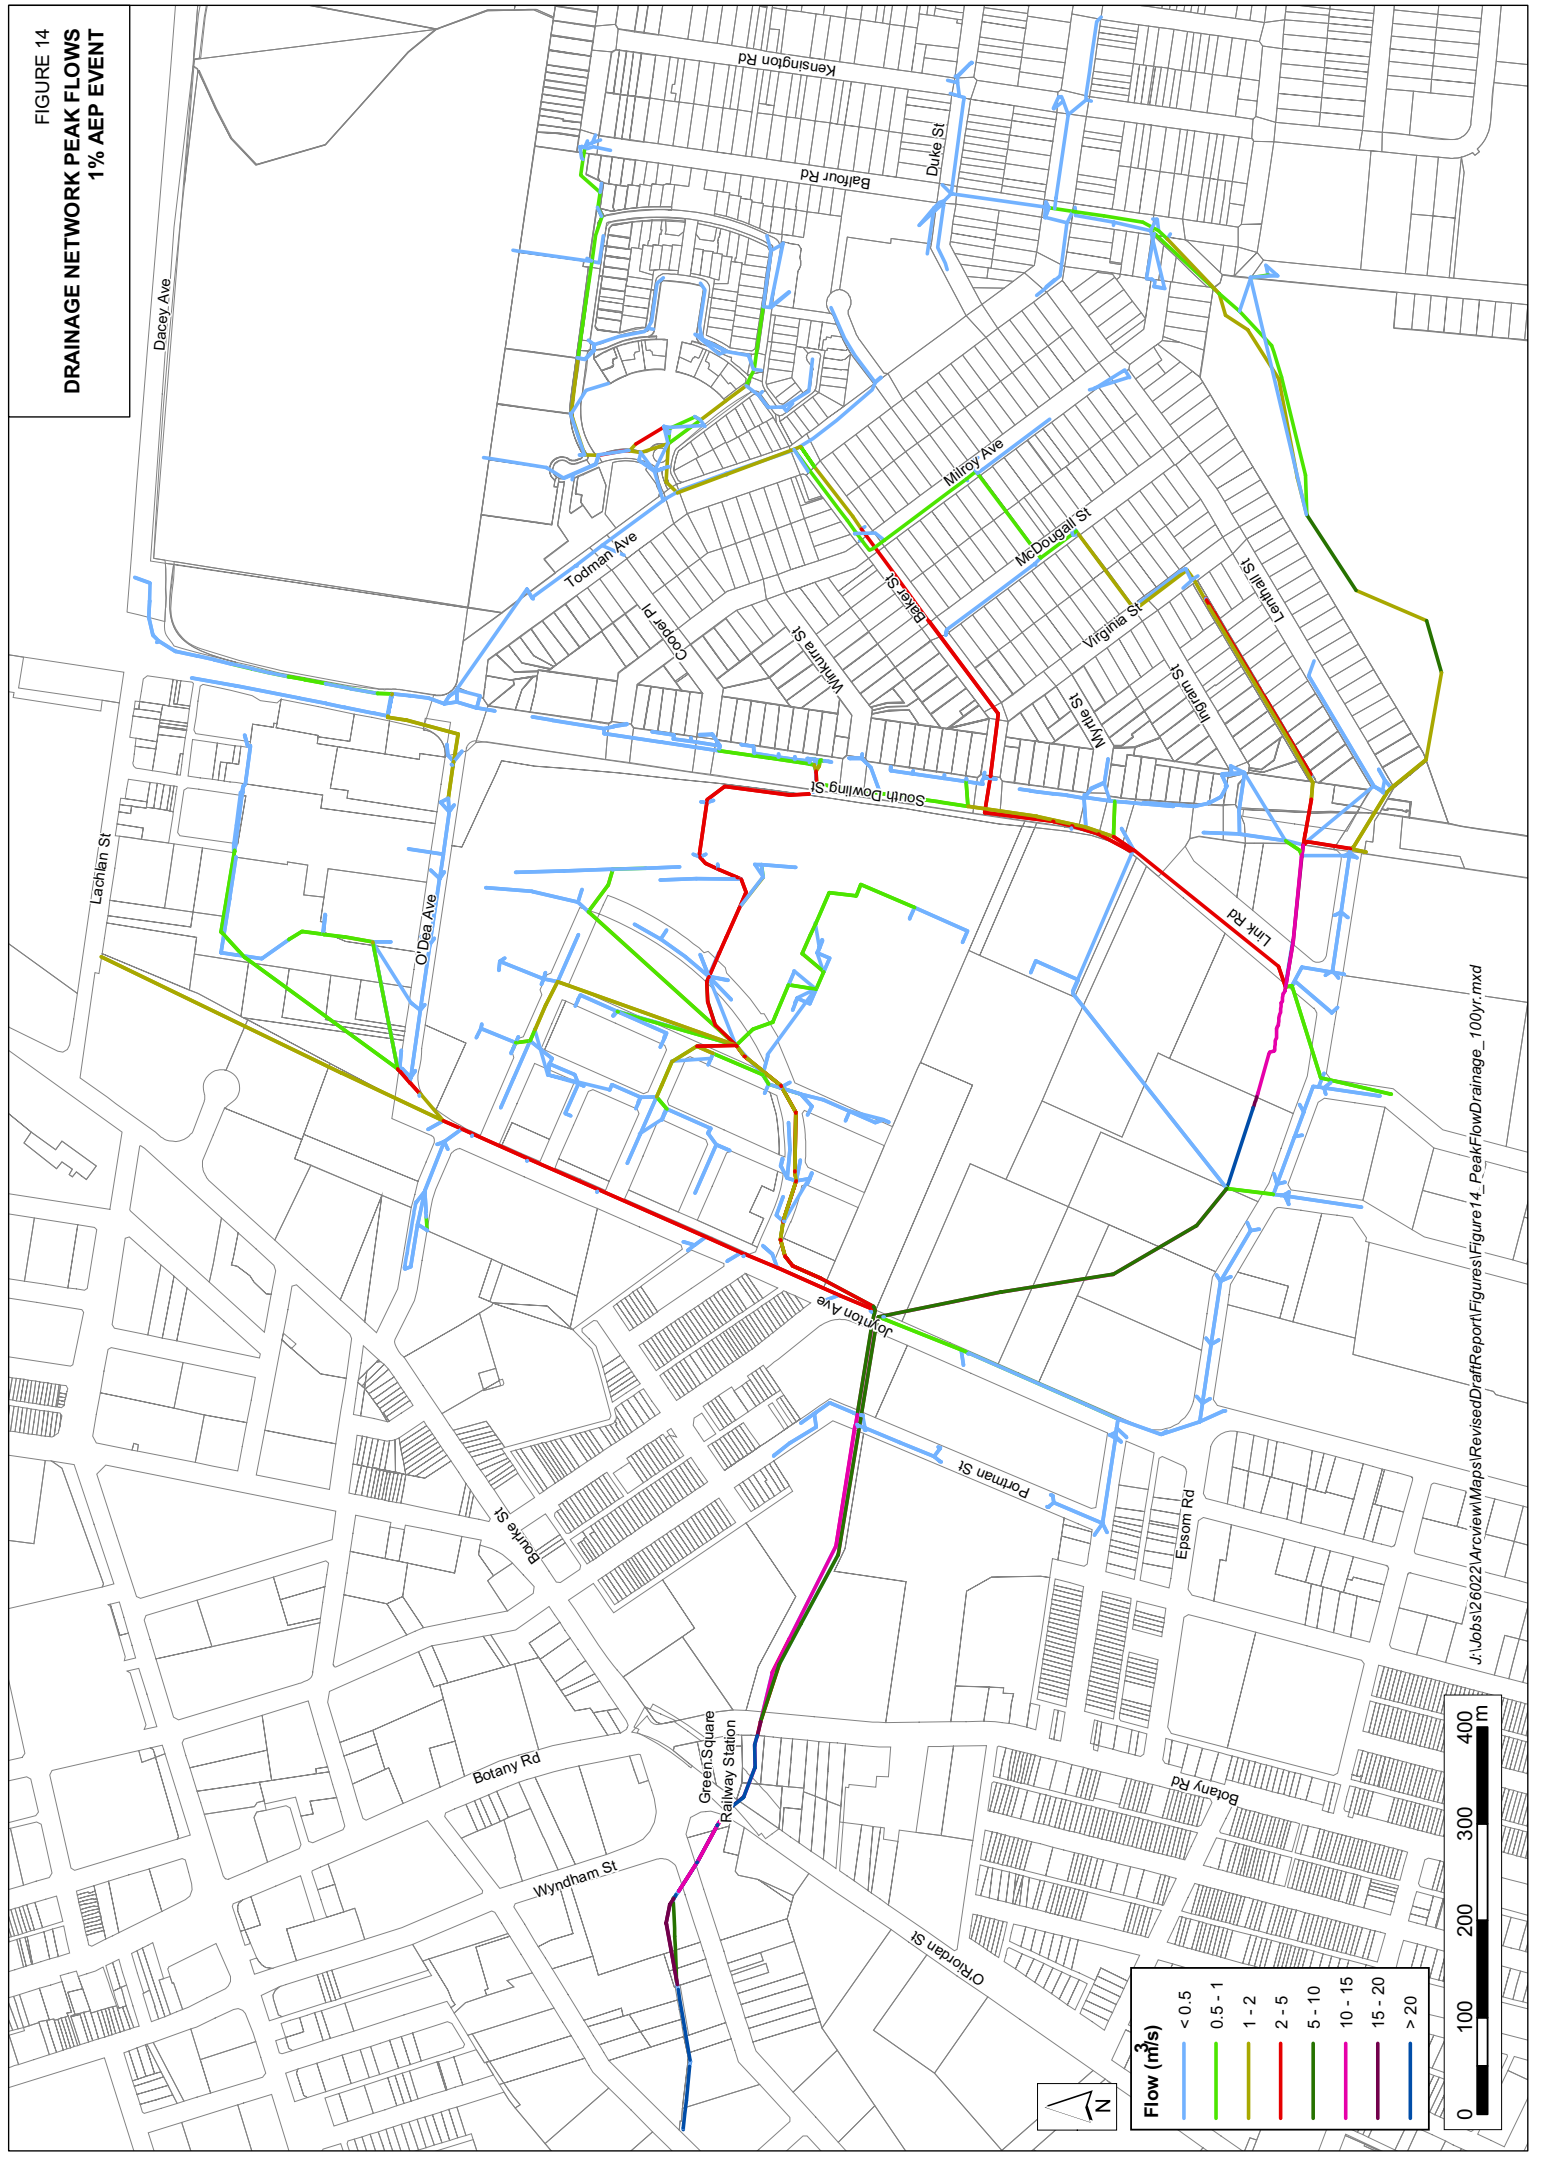 FIGURE 14
DRAINAGE NETWORK PEAK FLOWS
1% AEP EVENT
Dacey Ave
Kensington Rd
Balfour Rd
Duke St
Todman Ave
Cooper Pl
Winkurra St
Baker St
Milroy Ave
McDougall St
Virginia St
Lenthall St
Ingram St
Myrtle St
South Dowling St
Lachlan St
O'Dea Ave
Link Rd
Joynton Ave
Portman St
Epsom Rd
Bourke St
Botany Rd
Green Square
Railway Station
Wyndham St
O'Riordan St
Botany Rd
J:\Jobs\26022\Arcview\Maps\RevisedDraftReport\Figures\Figure14_PeakFlowDrainage_100yr.mxd
N
Flow (m3/s)
< 0.5
0.5 - 1
1 - 2
2 - 5
5 - 10
10 - 15
15 - 20
> 20
0 100 200 300 400
m